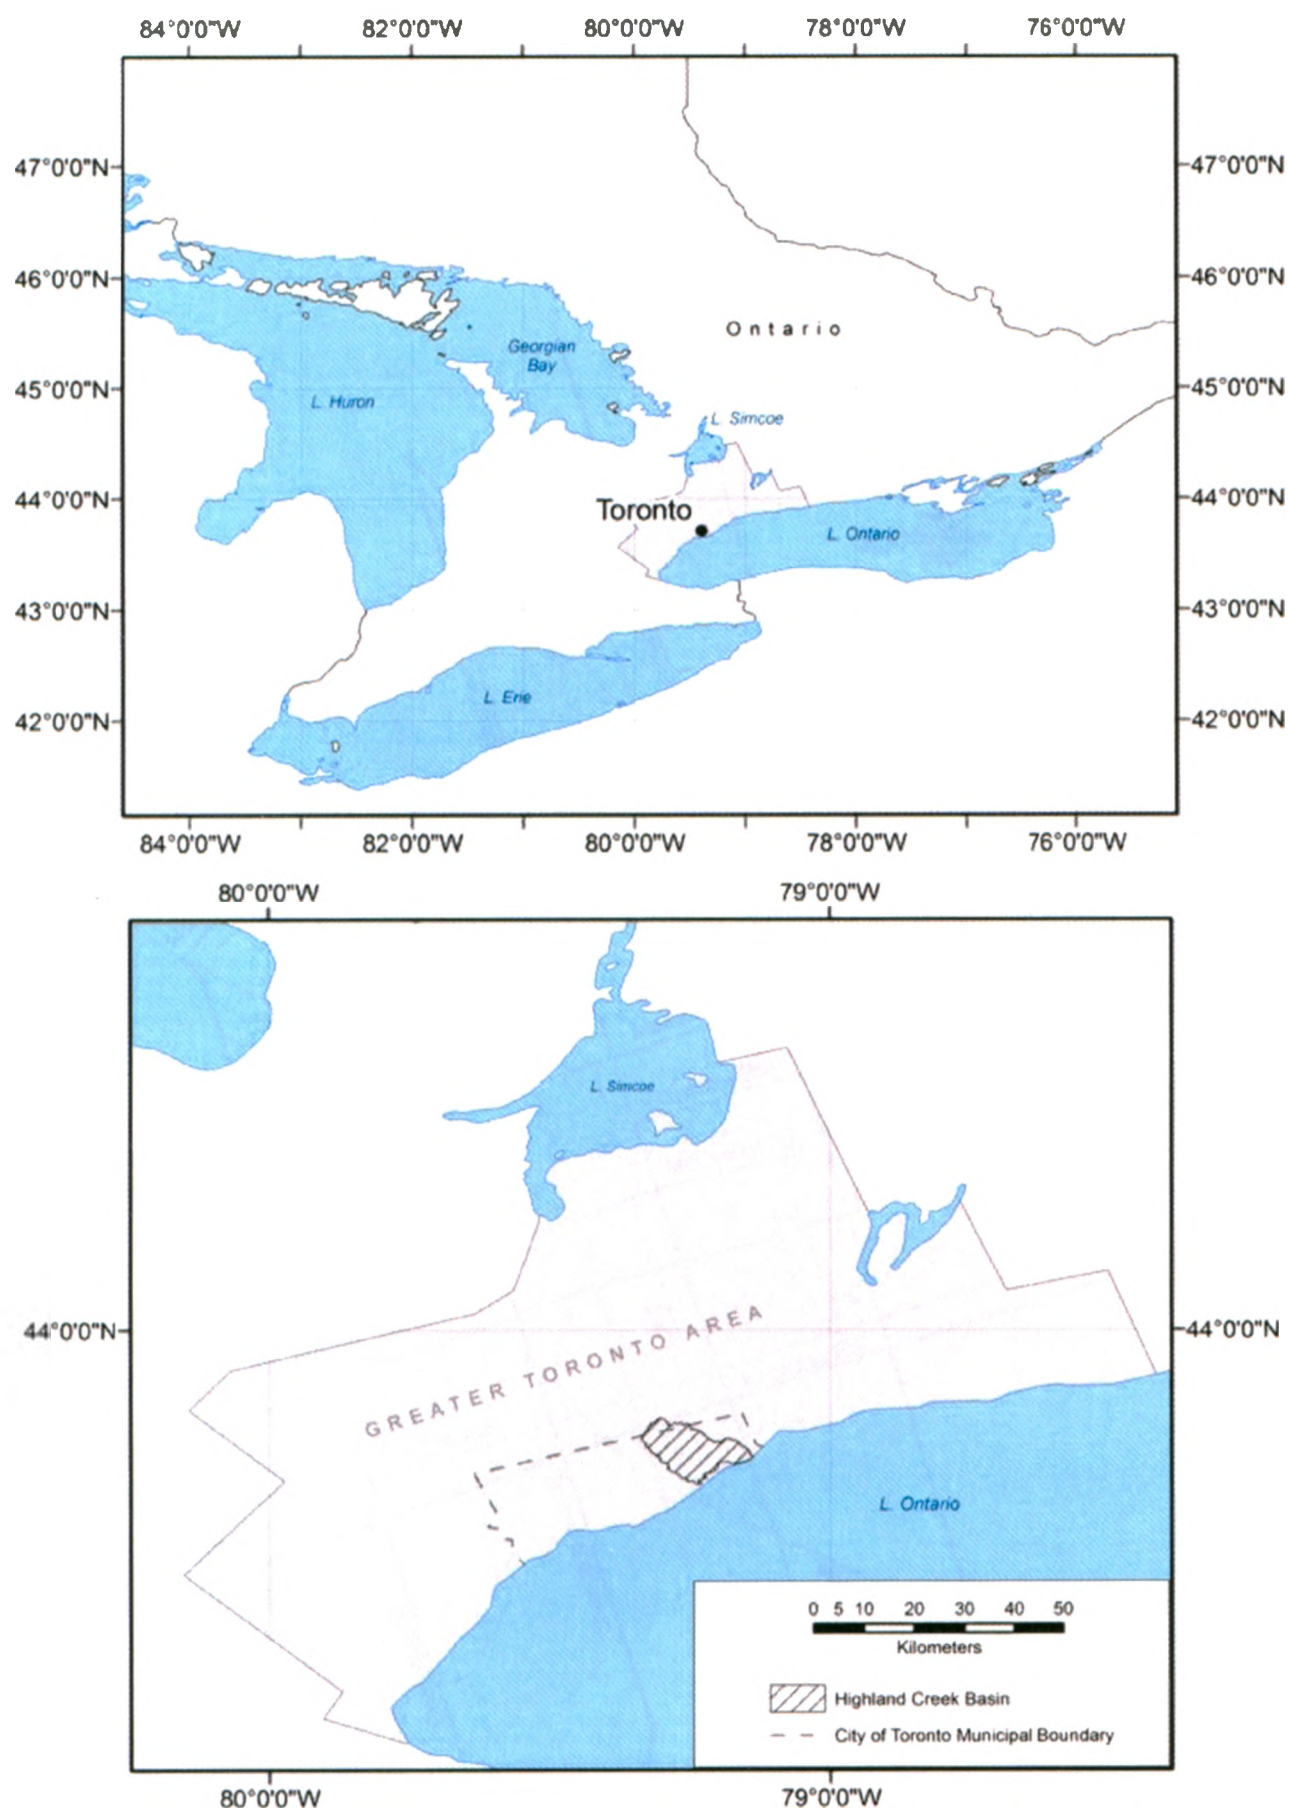 84°0'0"W 82°0'0"W 80°0'0"W 78°0'0"W 76°0'0"W
47°0'0"N 47°0'0"N
46°0'0"N 46°0'0"N
Ontario
Georgian
Bay
45°0'0"N 45°0'0"N
L. Huron
L. Simcoe
44°0'0"N 44°0'0"N
Toronto
L. Ontario
43°0'0"N 43°0'0"N
L. Erie
42°0'0"N 42°0'0"N
84°0'0"W 82°0'0"W 80°0'0"W 78°0'0"W 76°0'0"W
80°0'0"W 79°0'0"W
L. Simcoe
44°0'0"N 44°0'0"N
GREATER TORONTO AREA
L. Ontario
0 5 10 20 30 40 50
Kilometers
Highland Creek Basin
City of Toronto Municipal Boundary
80°0'0"W 79°0'0"W